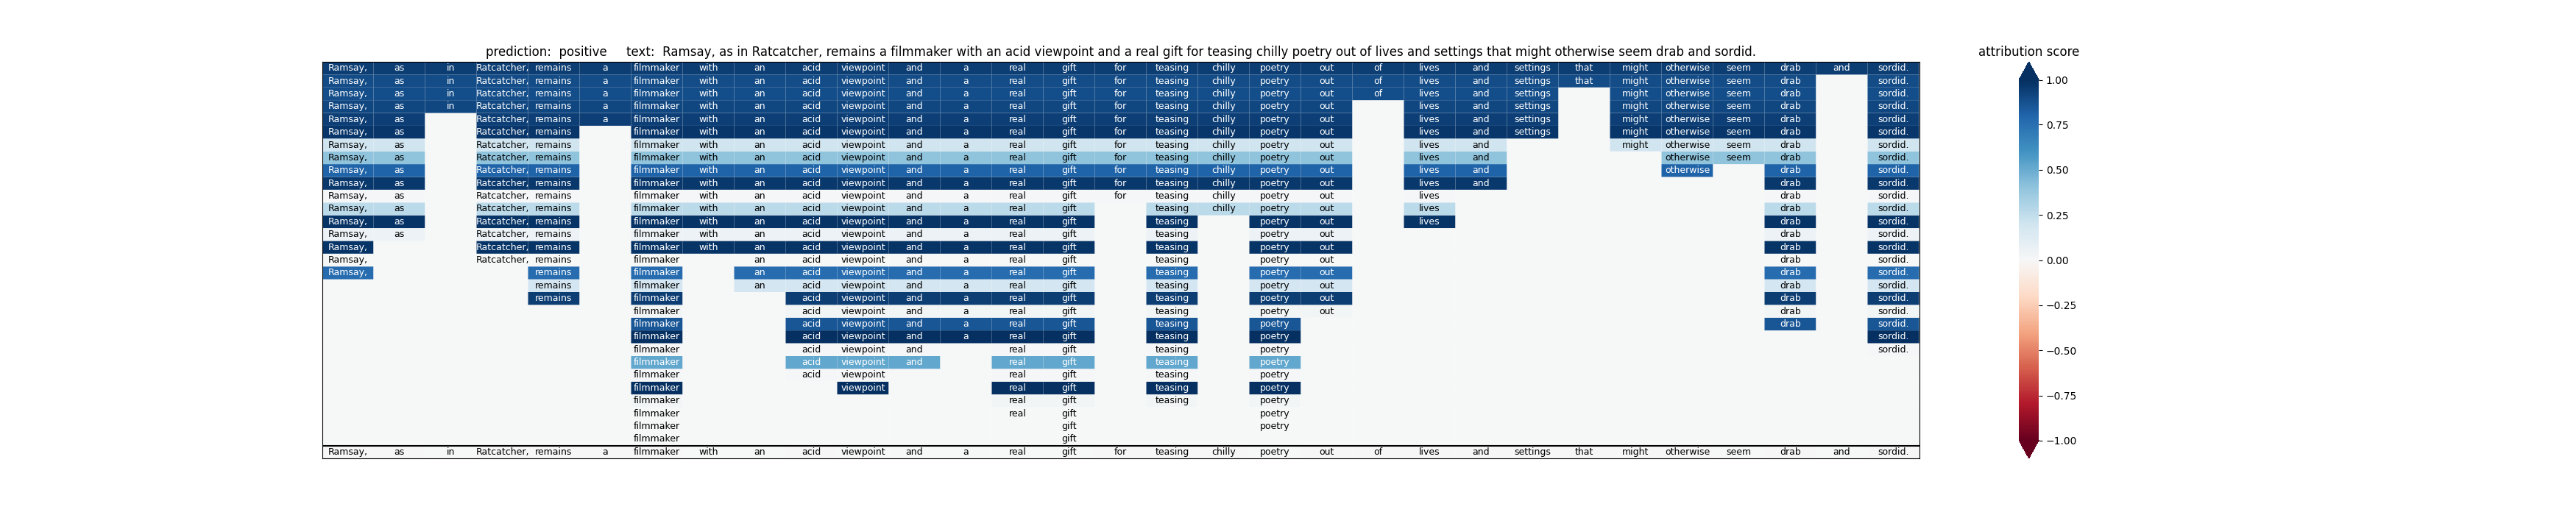 prediction:  positive     text:  Ramsay, as in Ratcatcher, remains a filmmaker with an acid viewpoint and a real gift for teasing chilly poetry out of lives and settings that might otherwise seem drab and sordid.
attribution score
Ramsay, as in Ratcatcher, remains a filmmaker with an acid viewpoint and a real gift for teasing chilly poetry out of lives and settings that might otherwise seem drab and sordid.
Ramsay, as in Ratcatcher, remains a filmmaker with an acid viewpoint and a real gift for teasing chilly poetry out of lives and settings that might otherwise seem drab sordid.
Ramsay, as in Ratcatcher, remains a filmmaker with an acid viewpoint and a real gift for teasing chilly poetry out of lives and settings might otherwise seem drab sordid.
Ramsay, as in Ratcatcher, remains a filmmaker with an acid viewpoint and a real gift for teasing chilly poetry out lives and settings might otherwise seem drab sordid.
Ramsay, as Ratcatcher, remains a filmmaker with an acid viewpoint and a real gift for teasing chilly poetry out lives and settings might otherwise seem drab sordid.
Ramsay, as Ratcatcher, remains filmmaker with an acid viewpoint and a real gift for teasing chilly poetry out lives and settings might otherwise seem drab sordid.
Ramsay, as Ratcatcher, remains filmmaker with an acid viewpoint and a real gift for teasing chilly poetry out lives and might otherwise seem drab sordid.
Ramsay, as Ratcatcher, remains filmmaker with an acid viewpoint and a real gift for teasing chilly poetry out lives and otherwise seem drab sordid.
Ramsay, as Ratcatcher, remains filmmaker with an acid viewpoint and a real gift for teasing chilly poetry out lives and otherwise drab sordid.
Ramsay, as Ratcatcher, remains filmmaker with an acid viewpoint and a real gift for teasing chilly poetry out lives and drab sordid.
Ramsay, as Ratcatcher, remains filmmaker with an acid viewpoint and a real gift for teasing chilly poetry out lives drab sordid.
Ramsay, as Ratcatcher, remains filmmaker with an acid viewpoint and a real gift teasing chilly poetry out lives drab sordid.
Ramsay, as Ratcatcher, remains filmmaker with an acid viewpoint and a real gift teasing poetry out lives drab sordid.
Ramsay, as Ratcatcher, remains filmmaker with an acid viewpoint and a real gift teasing poetry out drab sordid.
Ramsay, Ratcatcher, remains filmmaker with an acid viewpoint and a real gift teasing poetry out drab sordid.
Ramsay, Ratcatcher, remains filmmaker an acid viewpoint and a real gift teasing poetry out drab sordid.
Ramsay, remains filmmaker an acid viewpoint and a real gift teasing poetry out drab sordid.
remains filmmaker an acid viewpoint and a real gift teasing poetry out drab sordid.
remains filmmaker acid viewpoint and a real gift teasing poetry out drab sordid.
filmmaker acid viewpoint and a real gift teasing poetry out drab sordid.
filmmaker acid viewpoint and a real gift teasing poetry drab sordid.
filmmaker acid viewpoint and a real gift teasing poetry sordid.
filmmaker acid viewpoint and real gift teasing poetry sordid.
filmmaker acid viewpoint and real gift teasing poetry
filmmaker acid viewpoint real gift teasing poetry
filmmaker viewpoint real gift teasing poetry
filmmaker real gift teasing poetry
filmmaker real gift poetry
filmmaker gift poetry
filmmaker gift
Ramsay, as in Ratcatcher, remains a filmmaker with an acid viewpoint and a real gift for teasing chilly poetry out of lives and settings that might otherwise seem drab and sordid.
1.00
0.75
0.50
0.25
0.00
−0.25
−0.50
−0.75
−1.00